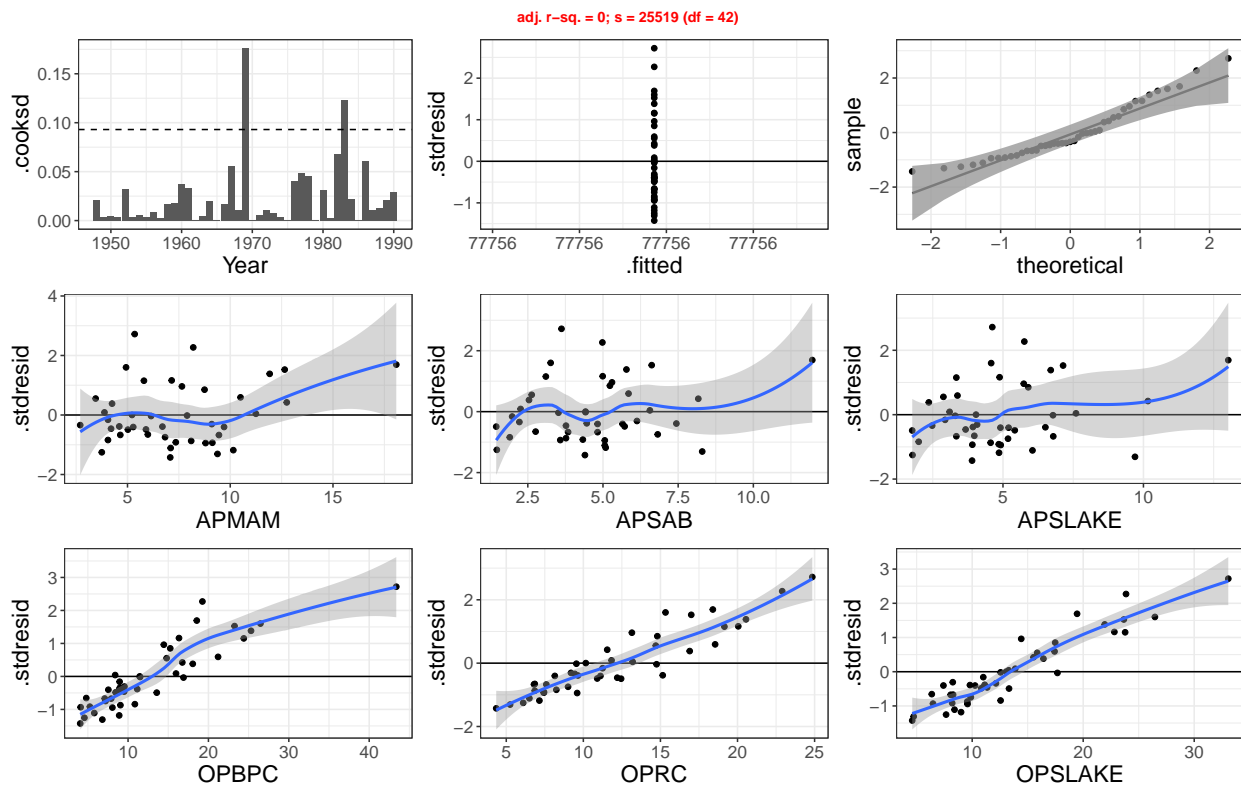 adj. r−sq. = 0; s = 25519 (df = 42)
.cooksd
0.15
0.10
0.05
0.00
1950 1960 1970 1980 1990
Year
.stdresid
2
1
0
−1
77756 77756 77756 77756
.fitted
sample
2
0
−2
−2 −1 0 1 2
theoretical
.stdresid
4
2
0
−2
5 10 15
APMAM
.stdresid
2
0
−2
2.5 5.0 7.5 10.0
APSAB
.stdresid
2
0
−2
5 10
APSLAKE
.stdresid
3
2
1
0
−1
10 20 30 40
OPBPC
.stdresid
2
0
−2
5 10 15 20 25
OPRC
.stdresid
3
2
1
0
−1
10 20 30
OPSLAKE